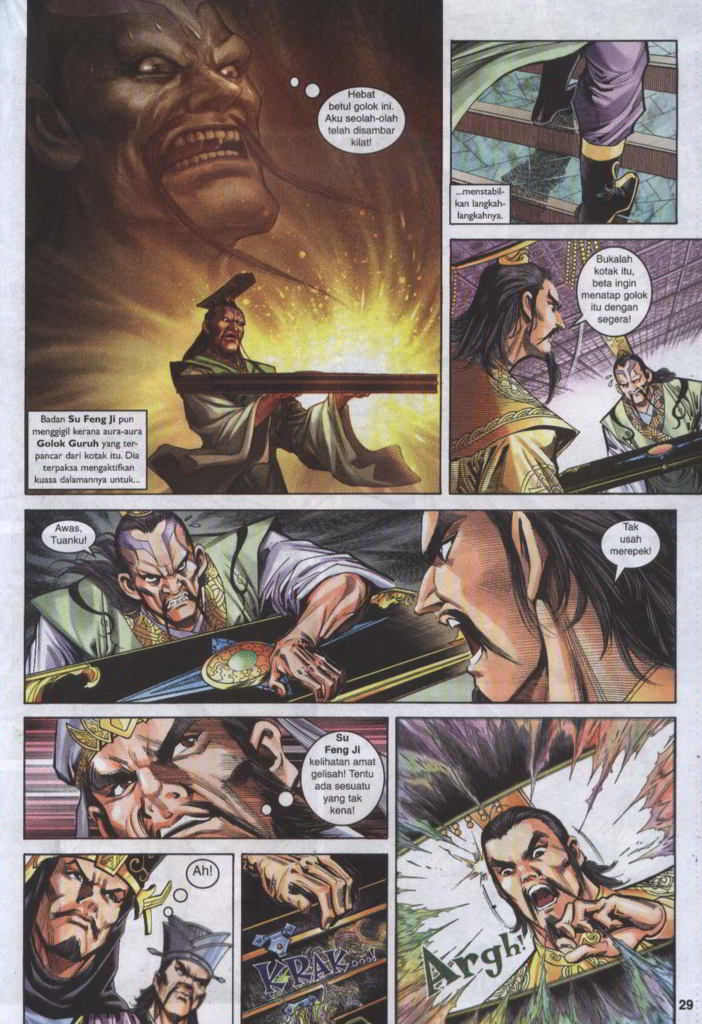 Hebat
betul golok ini.
Aku seolah-olah
telah disambar
kilat!
Badan Su Feng Ji pun
menggigil kerana aura-aura
Golok Guruh yang ter-
pancar dari kotak itu. Dia
terpaksa mengaktifkan
kuasa dalamannya untuk...
...menstabil-
kan langkah-
langkahnya.
Bukalah
kotak itu,
beta ingin
menatap golok
itu dengan
segera!
Awas,
Tuanku!
Tak
usah
merepek!
Su
Feng Ji
kelihatan amat
gelisah! Tentu
ada sesuatu
yang tak
kena!
Ah!
KRAK...!
Argh!
29